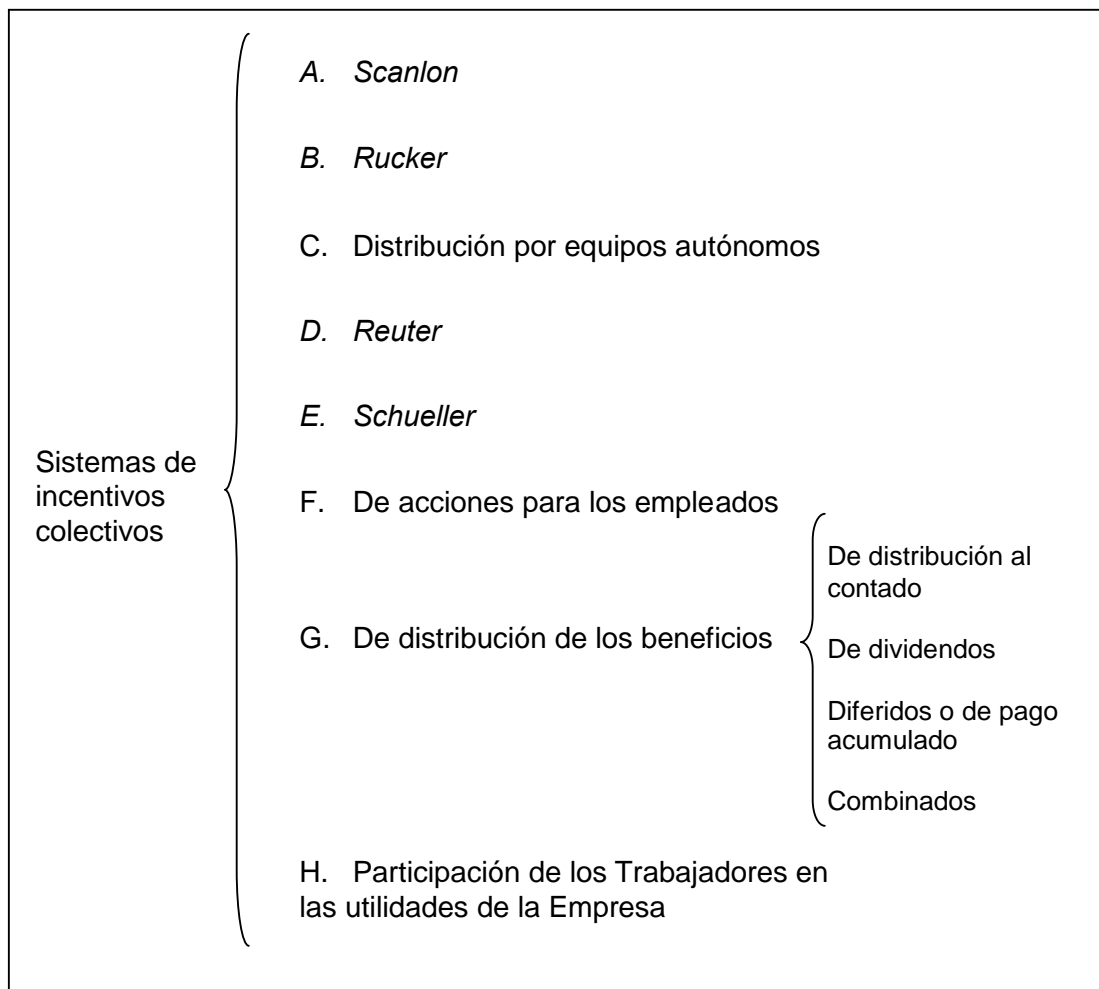 A. Scanlon
B. Rucker
C. Distribución por equipos autónomos
D. Reuter
E. Schueller
Sistemas de
incentivos
colectivos
F. De acciones para los empleados
De distribución al
contado
G. De distribución de los beneficios
De dividendos
Diferidos o de pago
acumulado
Combinados
H. Participación de los Trabajadores en
las utilidades de la Empresa